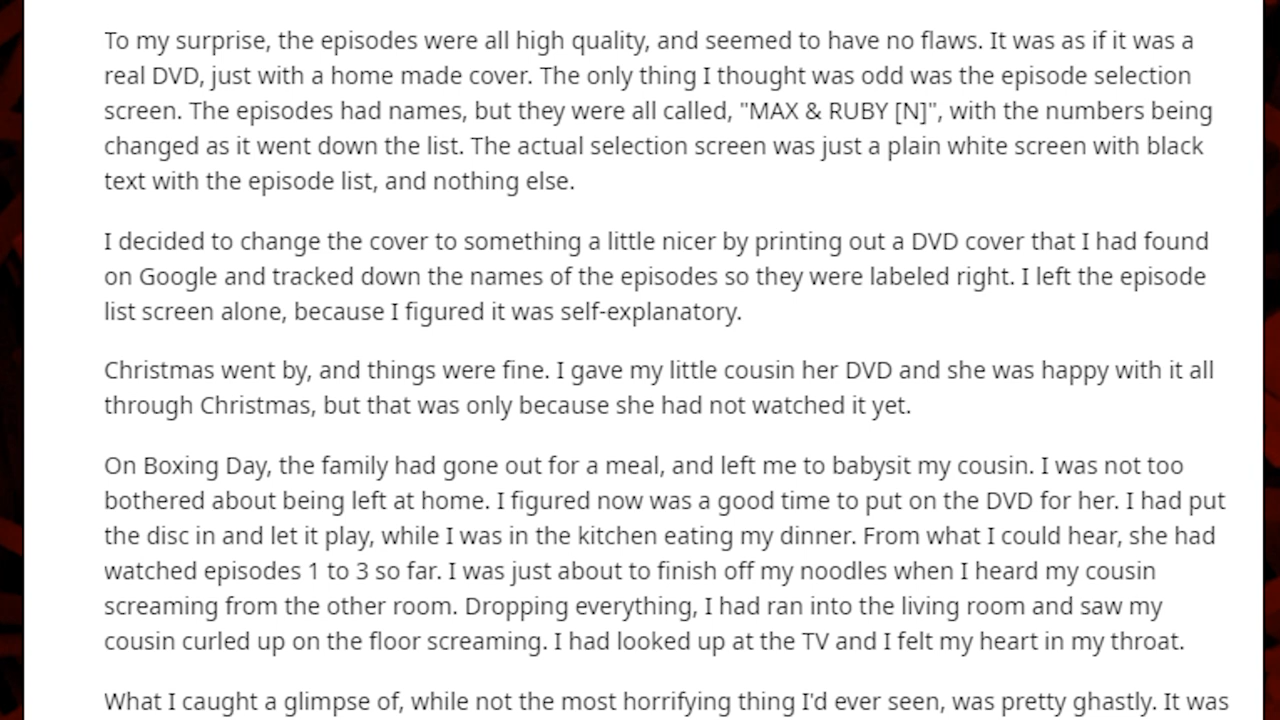 To my surprise, the episodes were all high quality, and seemed to have no flaws. It was as if it was a
real DVD, just with a home made cover. The only thing I thought was odd was the episode selection
screen. The episodes had names, but they were all called, "MAX & RUBY [N]", with the numbers being
changed as it went down the list. The actual selection screen was just a plain white screen with black
text with the episode list, and nothing else.
I decided to change the cover to something a little nicer by printing out a DVD cover that I had found
on Google and tracked down the names of the episodes so they were labeled right. I left the episode
list screen alone, because I figured it was self-explanatory.
Christmas went by, and things were fine. I gave my little cousin her DVD and she was happy with it all
through Christmas, but that was only because she had not watched it yet.
On Boxing Day, the family had gone out for a meal, and left me to babysit my cousin. I was not too
bothered about being left at home. I figured now was a good time to put on the DVD for her. I had put
the disc in and let it play, while I was in the kitchen eating my dinner. From what I could hear, she had
watched episodes 1 to 3 so far. I was just about to finish off my noodles when I heard my cousin
screaming from the other room. Dropping everything, I had ran into the living room and saw my
cousin curled up on the floor screaming. I had looked up at the TV and I felt my heart in my throat.
What I caught a glimpse of, while not the most horrifying thing I'd ever seen, was pretty ghastly. It was